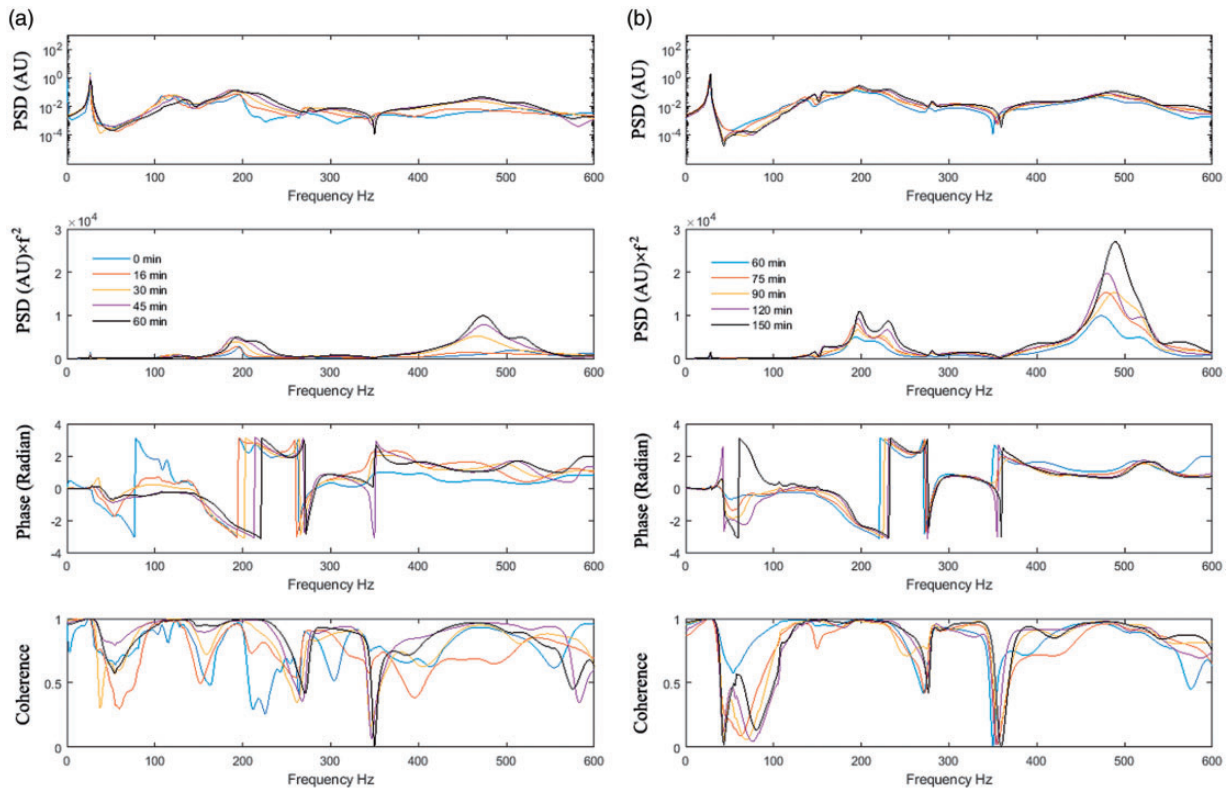 (a)
PSD (AU)
10²
10⁰
10⁻²
10⁻⁴
0 100 200 300 400 500 600
Frequency Hz
PSD (AU)×f²
×10⁴
3
2
1
0
0 min
16 min
30 min
45 min
60 min
0 100 200 300 400 500 600
Frequency Hz
Phase (Radian)
4
2
0
-2
-4
0 100 200 300 400 500 600
Frequency Hz
Coherence
1
0.5
0
0 100 200 300 400 500 600
Frequency Hz
(b)
PSD (AU)
10²
10⁰
10⁻²
10⁻⁴
0 100 200 300 400 500 600
Frequency Hz
PSD (AU)×f²
×10⁴
3
2
1
0
60 min
75 min
90 min
120 min
150 min
0 100 200 300 400 500 600
Frequency Hz
Phase (Radian)
4
2
0
-2
-4
0 100 200 300 400 500 600
Frequency Hz
Coherence
1
0.5
0
0 100 200 300 400 500 600
Frequency Hz